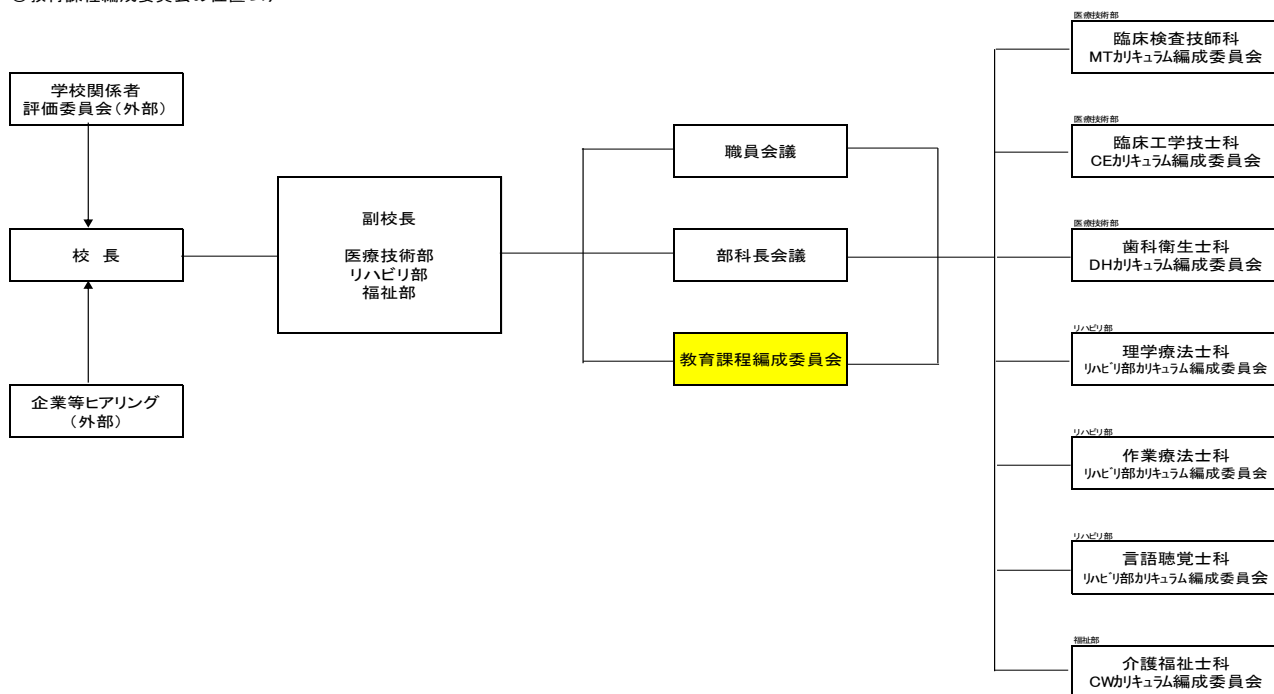 学校関係者
評価委員会(外部)
校 長
企業等ヒアリング
(外部)
副校長
医療技術部
リハビリ部
福祉部
職員会議
部科長会議
教育課程編成委員会
医療技術部
臨床検査技師科
MTカリキュラム編成委員会
医療技術部
臨床工学技士科
CEカリキュラム編成委員会
医療技術部
歯科衛生士科
DHカリキュラム編成委員会
リハビリ部
理学療法士科
リハビリ部カリキュラム編成委員会
リハビリ部
作業療法士科
リハビリ部カリキュラム編成委員会
リハビリ部
言語聴覚士科
リハビリ部カリキュラム編成委員会
福祉部
介護福祉士科
CWカリキュラム編成委員会